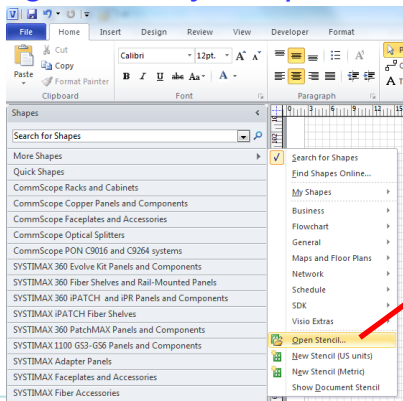 File Home Insert Design Review View Developer Format
Cut
Copy
Paste
Format Painter
Clipboard
Calibri 12pt. A A
B I U abc Aa A
Font
Paragraph
Shapes
Search for Shapes
More Shapes
Quick Shapes
CommScope Racks and Cabinets
CommScope Copper Panels and Components
CommScope Faceplates and Accessories
CommScope Optical Splitters
CommScope PON C9016 and C9264 systems
SYSTIMAX 360 Evolve Kit Panels and Components
SYSTIMAX 360 Fiber Shelves and Rail-Mounted Panels
SYSTIMAX 360 iPATCH and iPR Panels and Components
SYSTIMAX iPATCH Fiber Shelves
SYSTIMAX 360 PatchMAX Panels and Components
SYSTIMAX 1100 GS3-GS6 Panels and Components
SYSTIMAX Adapter Panels
SYSTIMAX Faceplates and Accessories
SYSTIMAX Fiber Accessories
Search for Shapes
Find Shapes Online...
My Shapes
Business
Flowchart
General
Maps and Floor Plans
Network
Schedule
SDK
Visio Extras
Open Stencil...
New Stencil (US units)
New Stencil (Metric)
Show Document Stencil